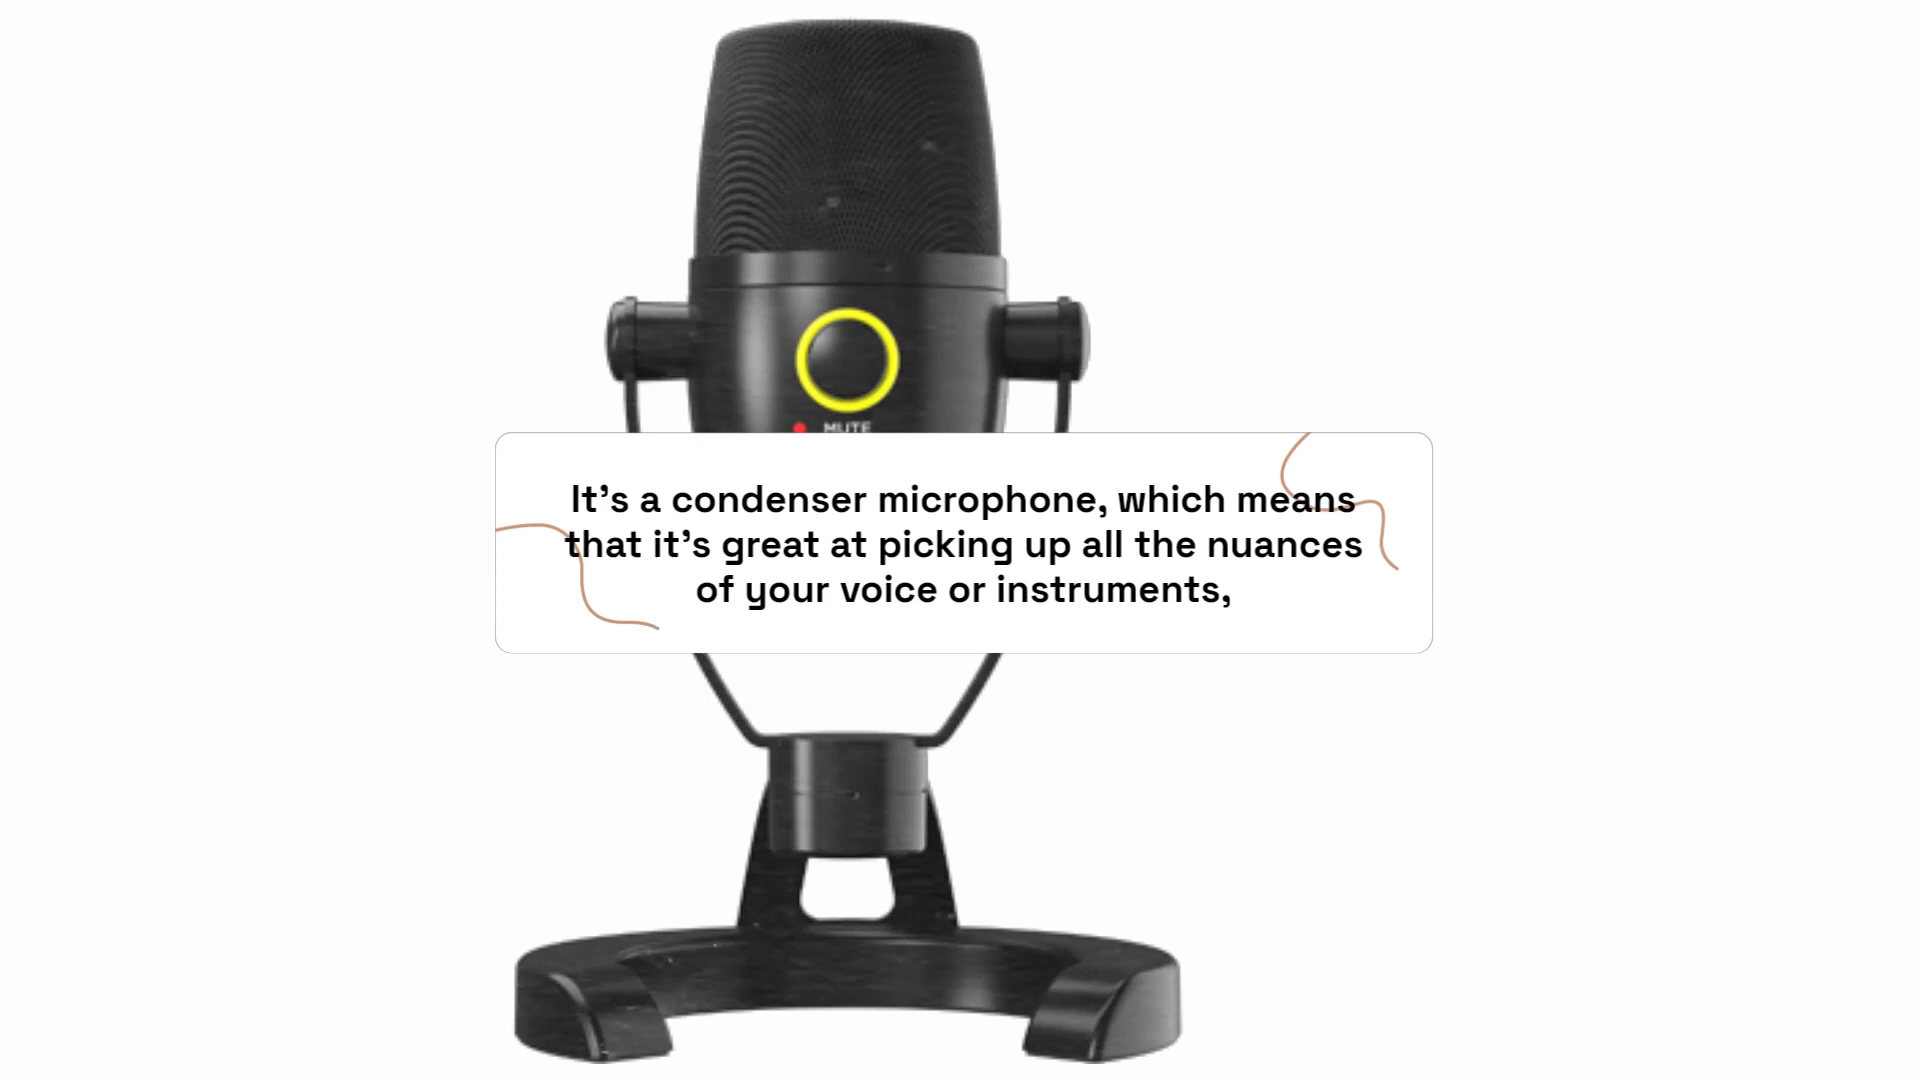 MUTE
It's a condenser microphone, which means
that it's great at picking up all the nuances
of your voice or instruments,